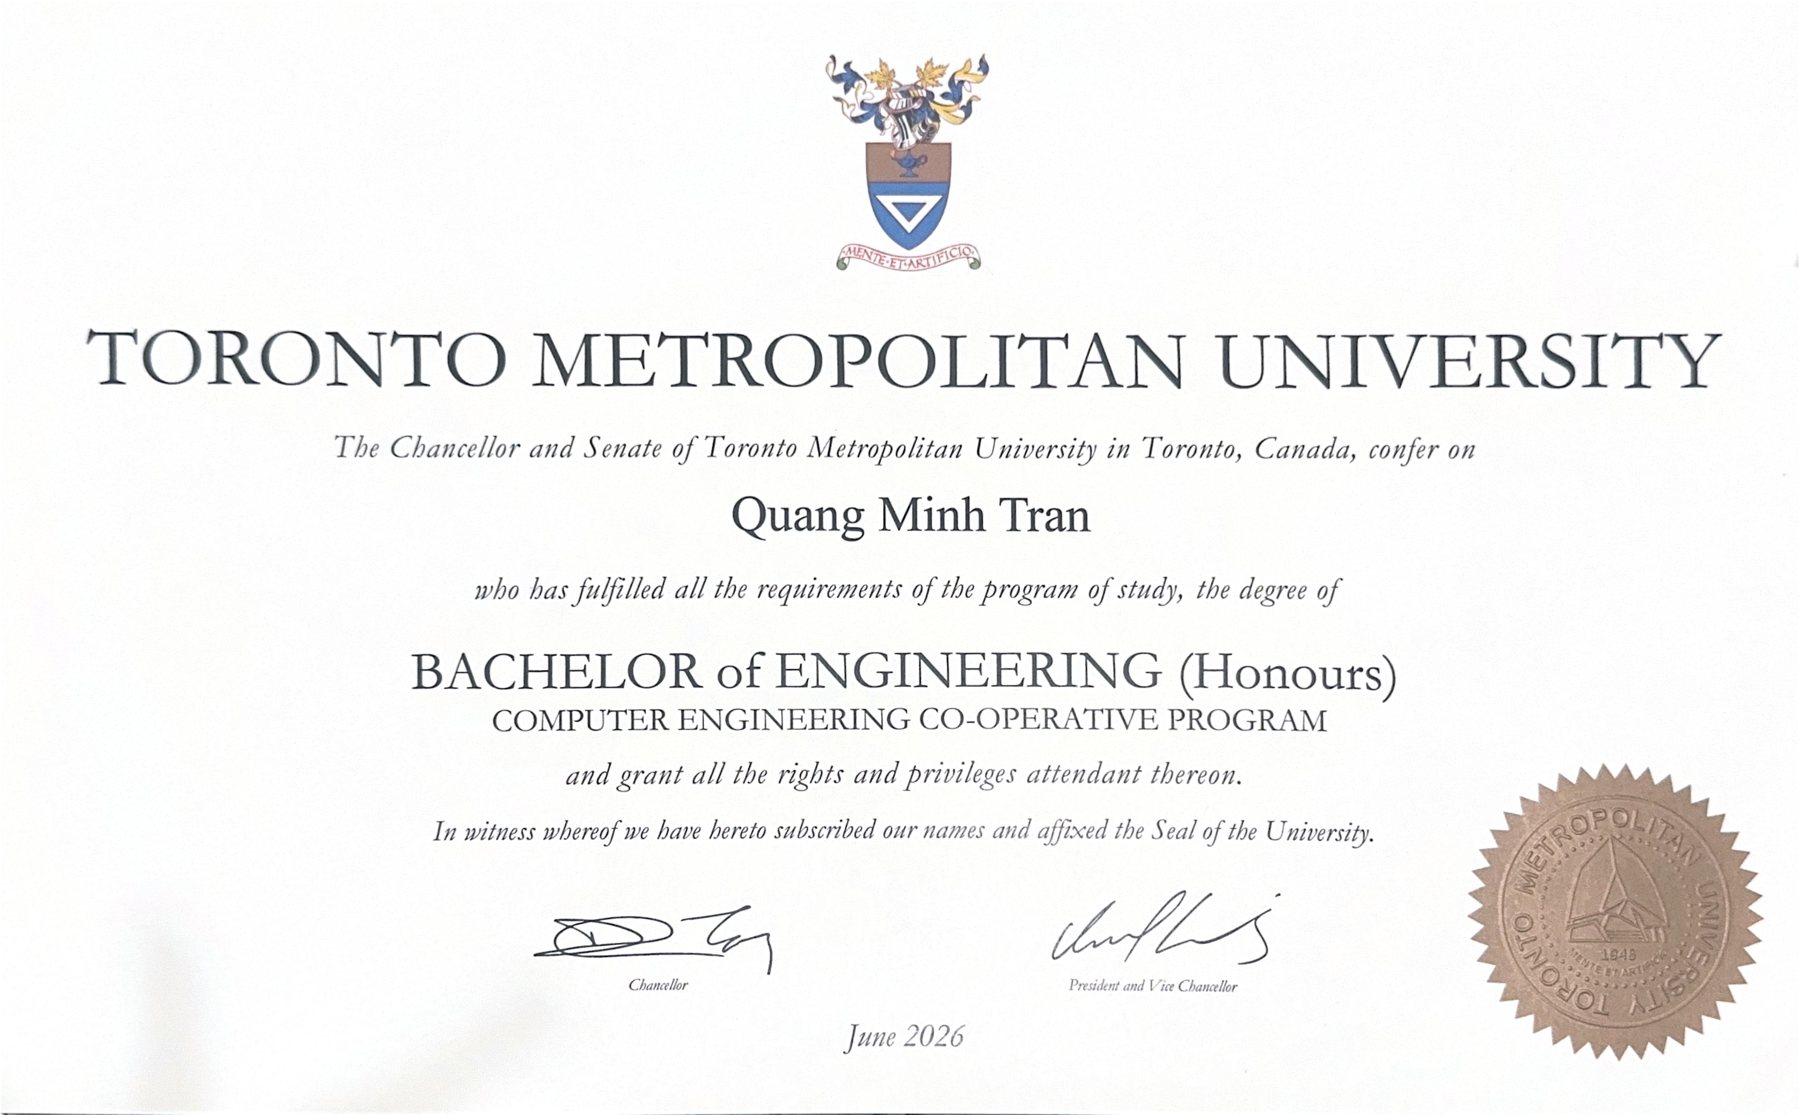 MENTE·ET·ARTIFICIO
TORONTO METROPOLITAN UNIVERSITY
The Chancellor and Senate of Toronto Metropolitan University in Toronto, Canada, confer on
Quang Minh Tran
who has fulfilled all the requirements of the program of study, the degree of
BACHELOR of ENGINEERING (Honours)
COMPUTER ENGINEERING CO-OPERATIVE PROGRAM
and grant all the rights and privileges attendant thereon.
In witness whereof we have hereto subscribed our names and affixed the Seal of the University.
Chancellor
President and Vice Chancellor
June 2026
TORONTO METROPOLITAN UNIVERSITY
1948
MENTE ET ARTIFICIO